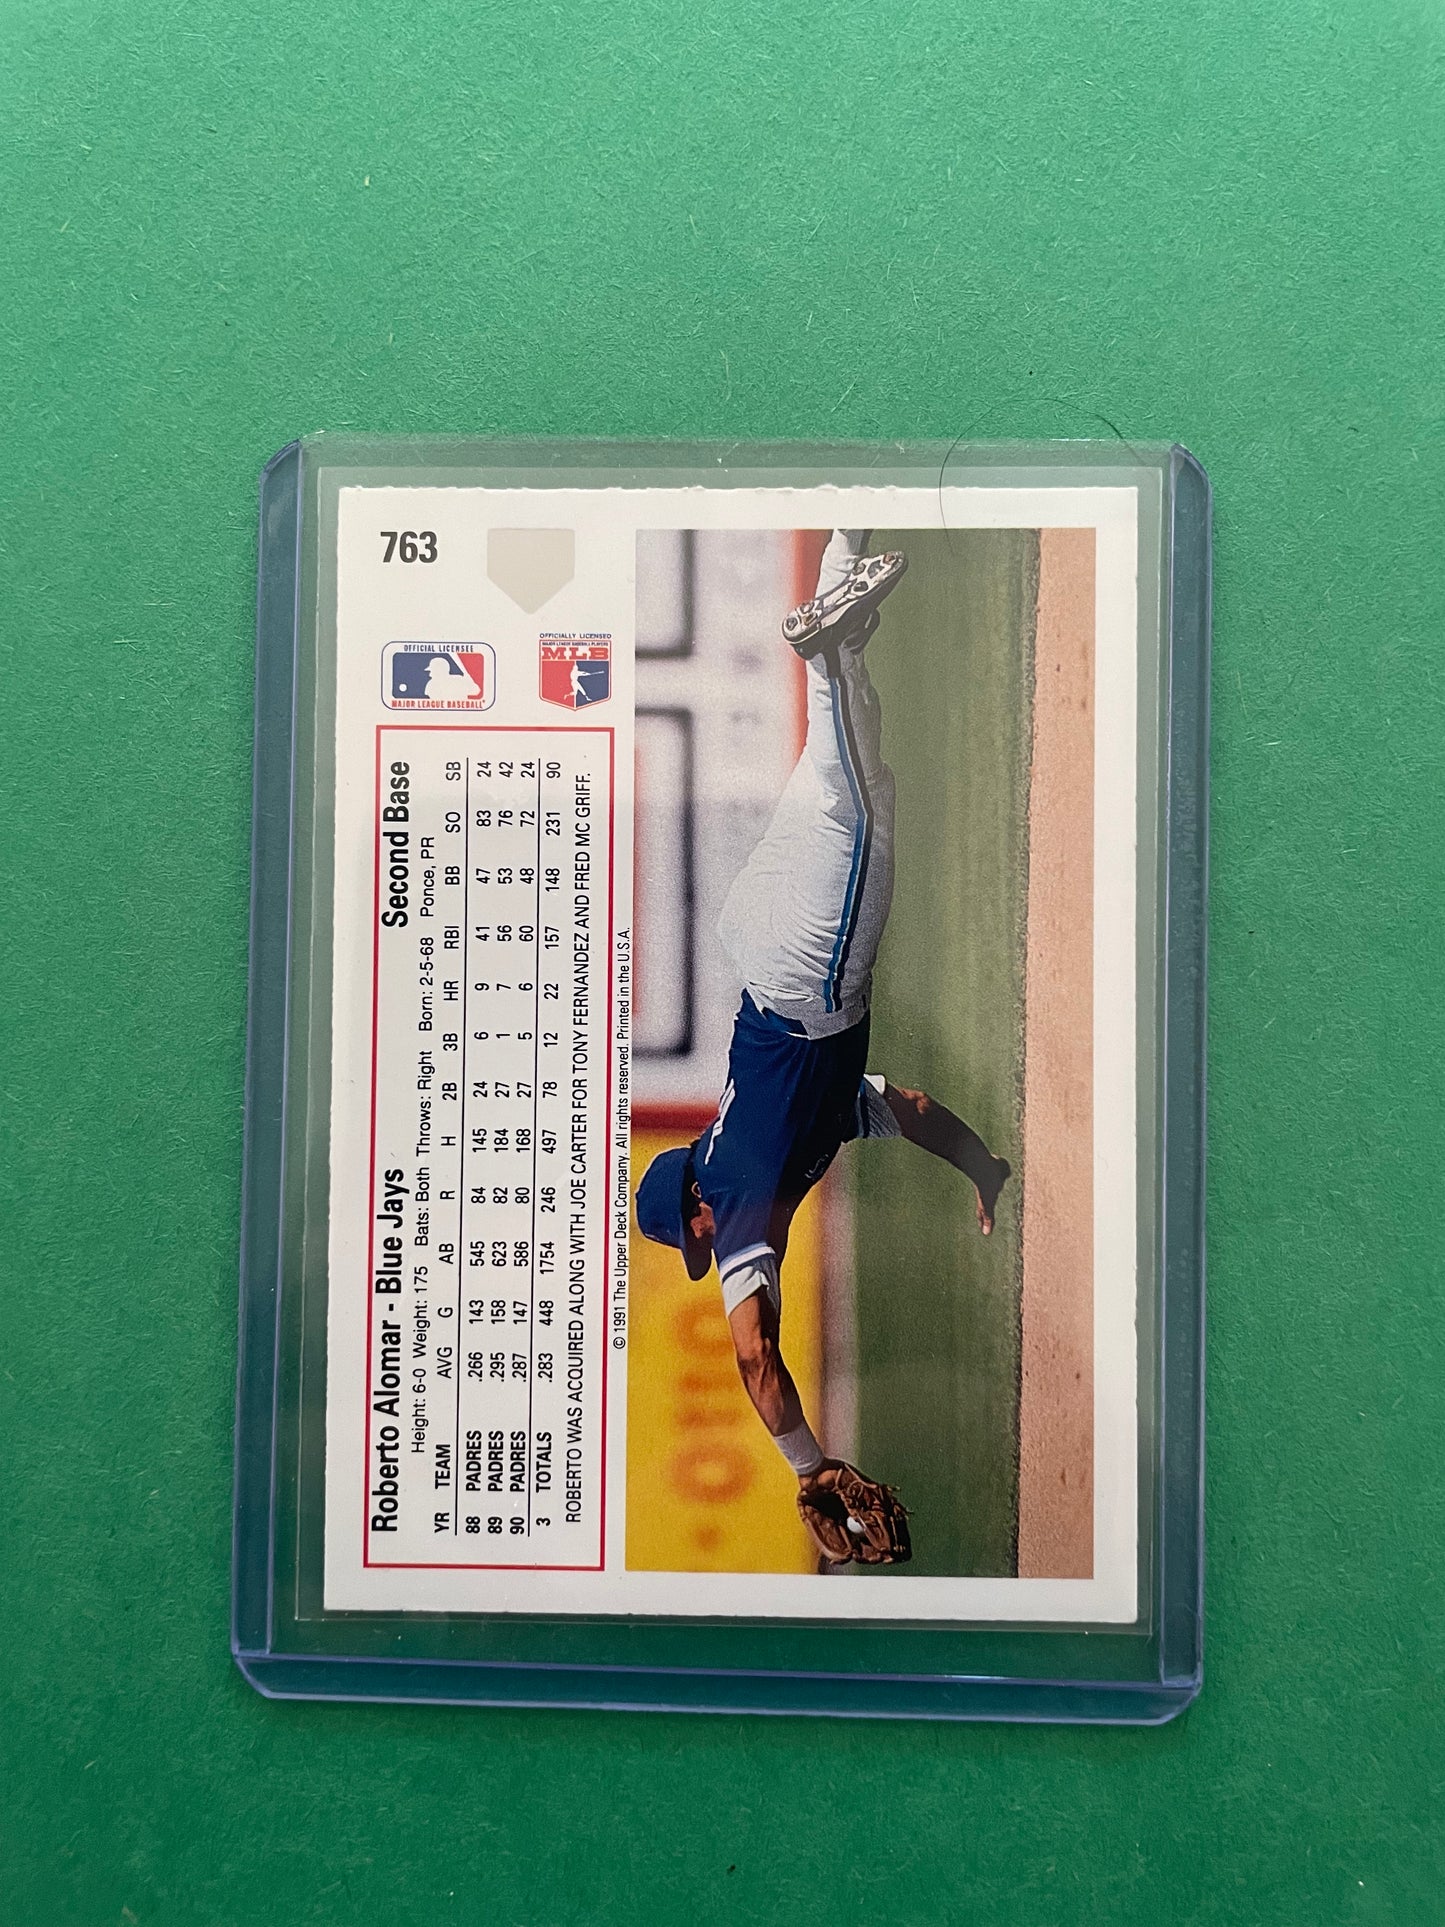 763
OFFICIAL LICENSEE
MAJOR LEAGUE BASEBALL
OFFICIALLY LICENSED
MAJOR LEAGUE BASEBALL PLAYERS
MLB
Roberto Alomar - Blue Jays Second Base
Height: 6-0 Weight: 175 Bats: Both Throws: Right Born: 2-5-68 Ponce, PR
YR TEAM AVG G AB R H 2B 3B HR RBI BB SO SB
88 PADRES .266 143 545 84 145 24 6 9 41 47 83 24
89 PADRES .295 158 623 82 184 27 1 7 56 53 76 42
90 PADRES .287 147 586 80 168 27 5 6 60 48 72 24
3 TOTALS .283 448 1754 246 497 78 12 22 157 148 231 90
ROBERTO WAS ACQUIRED ALONG WITH JOE CARTER FOR TONY FERNANDEZ AND FRED MC GRIFF.
© 1991 The Upper Deck Company. All rights reserved. Printed in the U.S.A.